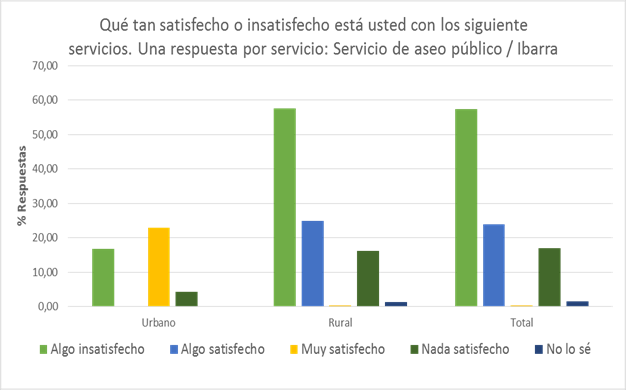 Qué tan satisfecho o insatisfecho está usted con los siguiente
servicios. Una respuesta por servicio: Servicio de aseo público / Ibarra
% Respuestas
70,00
60,00
50,00
40,00
30,00
20,00
10,00
0,00
Urbano Rural Total
Algo insatisfecho Algo satisfecho Muy satisfecho Nada satisfecho No lo sé